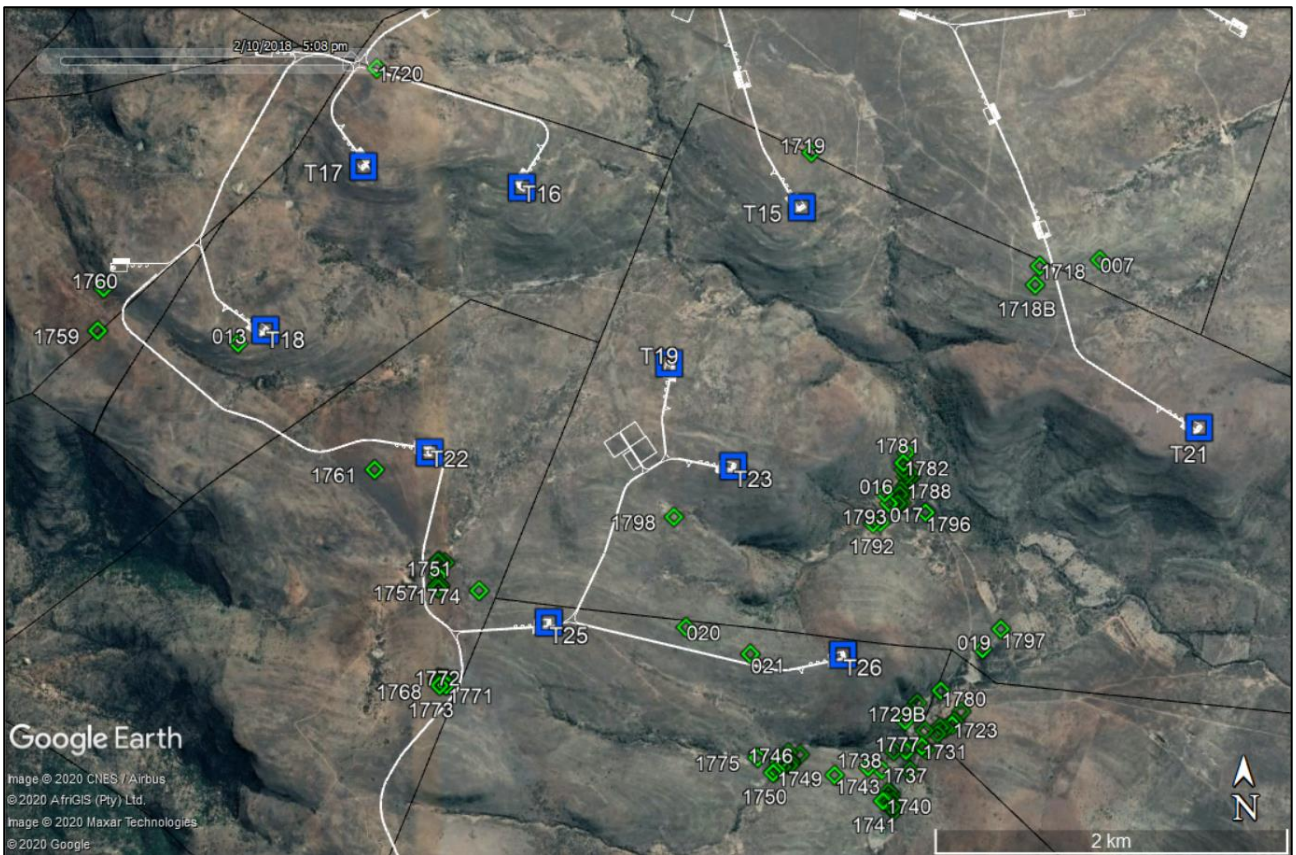 2/10/2018 5:08 pm
1720
1719
T17
T16
T15
1718
007
1718B
1760
1759
013
T18
T19
T21
T22
1761
T23
1781
1782
016
1788
1793
017
1796
1792
1798
1751
1757
1774
T25
020
1797
019
021
T26
1772
1768
1771
1773
1780
1729B
1723
1777
1731
1746
1775
1738
1737
1749
1743
1750
1740
1741
Google Earth
Image © 2020 CNES / Airbus
© 2020 AfriGIS (Pty) Ltd.
Image © 2020 Maxar Technologies
© 2020 Google
N
2 km